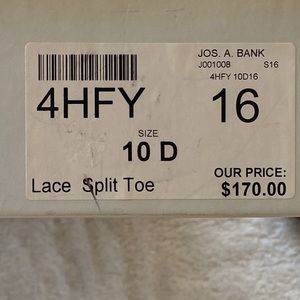 JOS. A. BANK
J001008 S16
4HFY 10D16
4HFY 16
SIZE
10 D
OUR PRICE:
Lace Split Toe $170.00